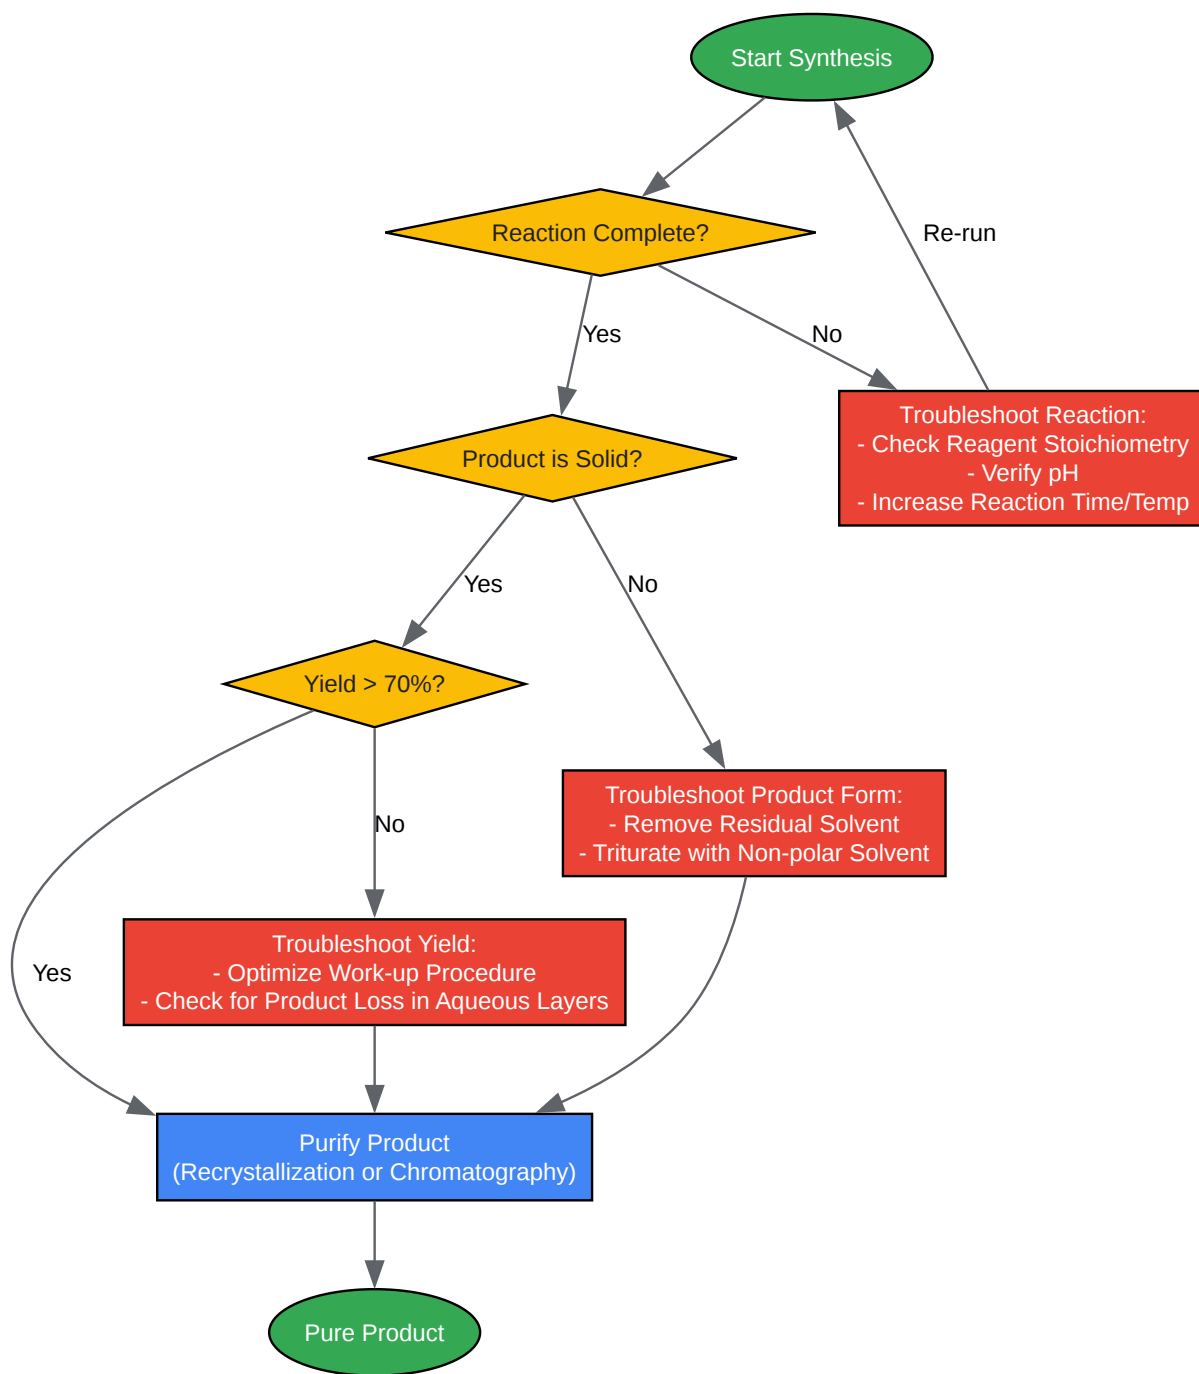 Start Synthesis
Reaction Complete?
Re-run
Yes
No
Troubleshoot Reaction:
- Check Reagent Stoichiometry
- Verify pH
- Increase Reaction Time/Temp
Product is Solid?
Yes
No
Yield > 70%?
Troubleshoot Product Form:
- Remove Residual Solvent
- Triturate with Non-polar Solvent
No
Yes
Troubleshoot Yield:
- Optimize Work-up Procedure
- Check for Product Loss in Aqueous Layers
Purify Product
(Recrystallization or Chromatography)
Pure Product